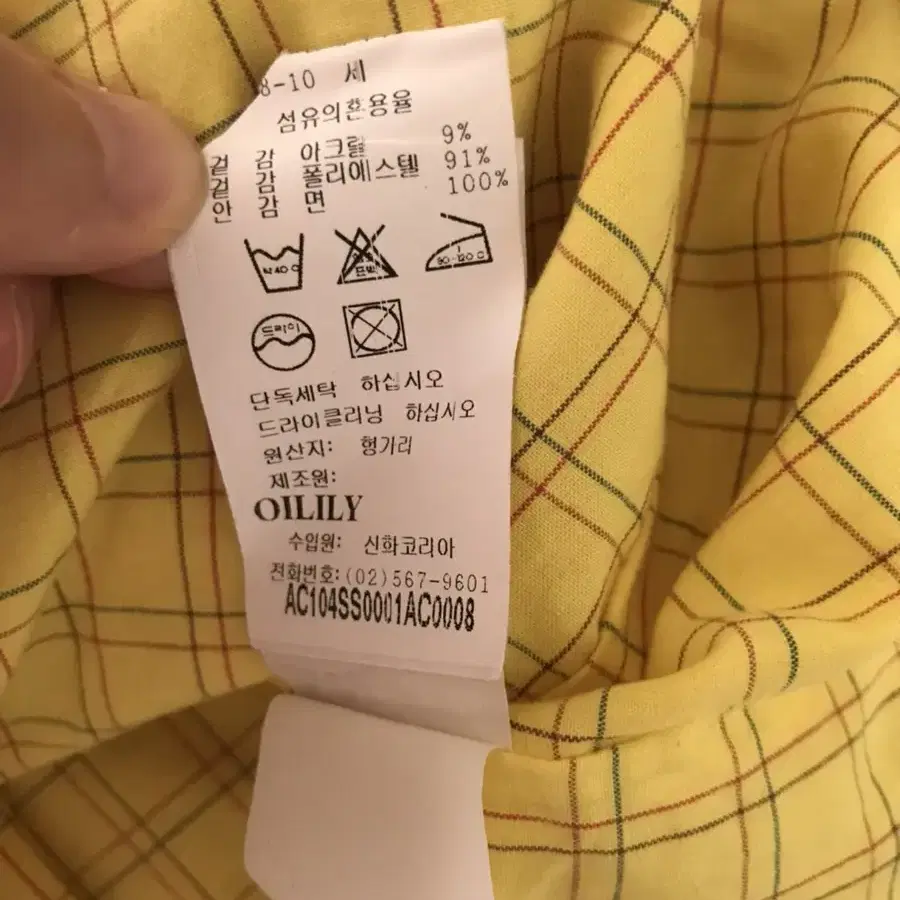 8-10 세
섬유의혼용율
겉 감 아크릴 9%
겉 감 폴리에스텔 91%
안 감 면 100%
약 40 C
드라이
단독세탁 하십시오
드라이클리닝 하십시오
원산지: 헝가리
제조원:
OILILY
수입원: 신화코리아
전화번호:(02)567-9601
AC104SS0001AC0008